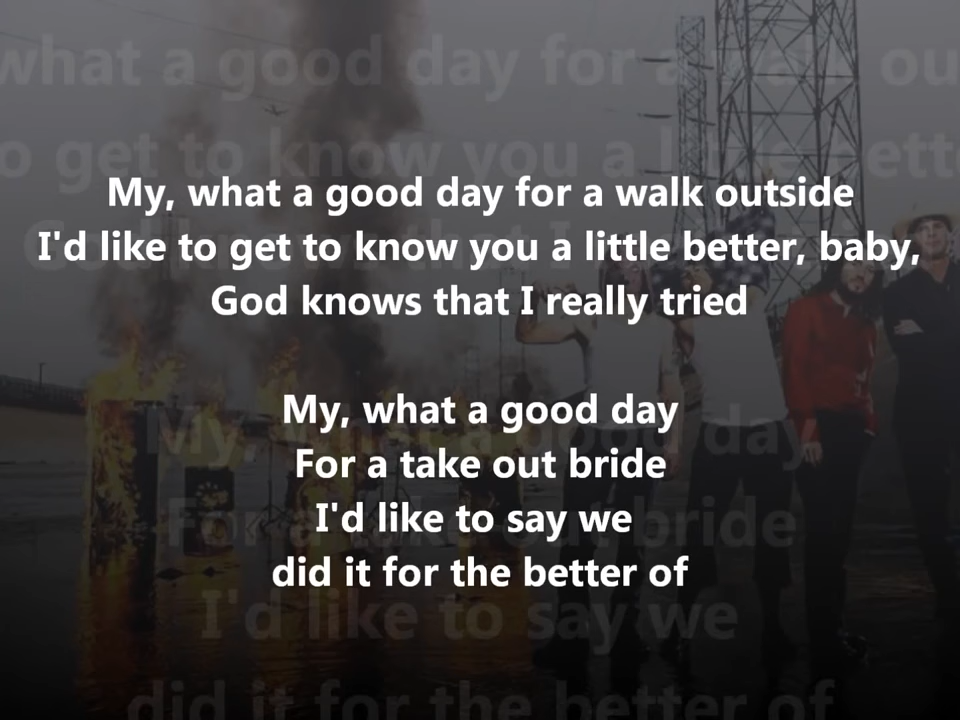 My, what a good day for a walk outside
I'd like to get to know you a little better, baby,
God knows that I really tried
My, what a good day
For a take out bride
I'd like to say we
did it for the better of